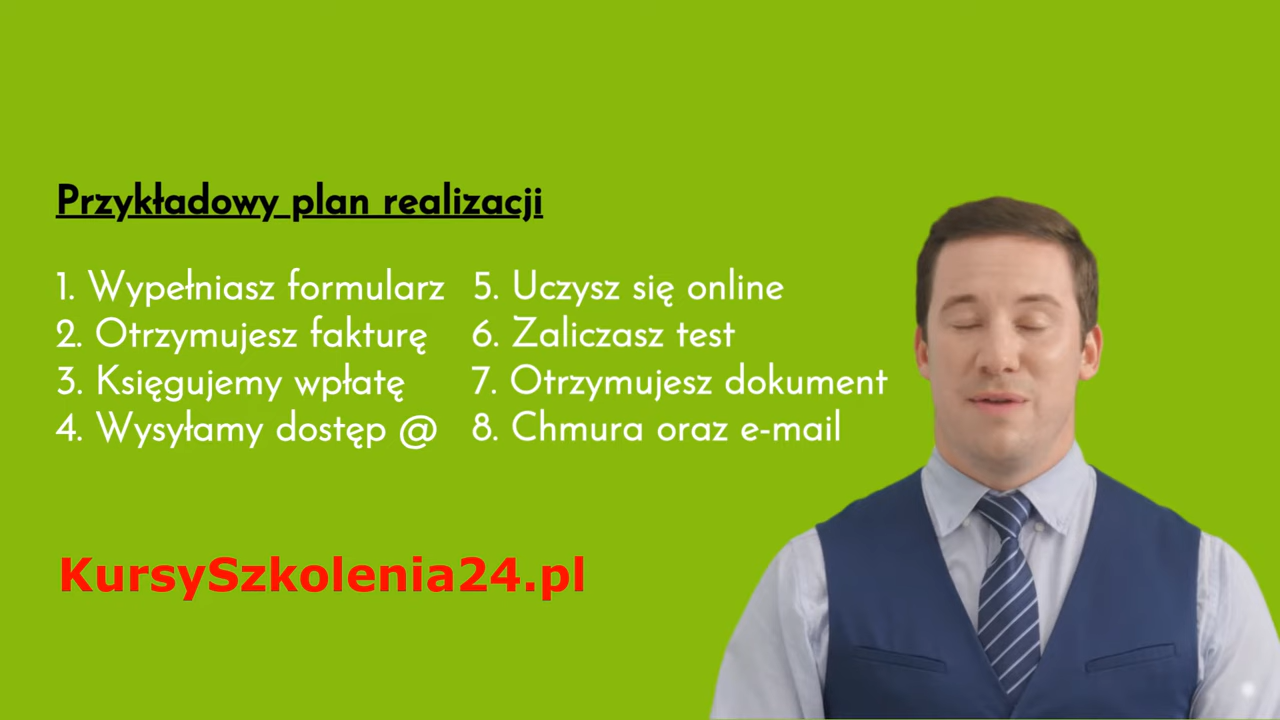 Przykładowy plan realizacji
1. Wypełniasz formularz
2. Otrzymujesz fakturę
3. Księgujemy wpłatę
4. Wysyłamy dostęp @
5. Uczysz się online
6. Zaliczasz test
7. Otrzymujesz dokument
8. Chmura oraz e-mail
KursySzkolenia24.pl